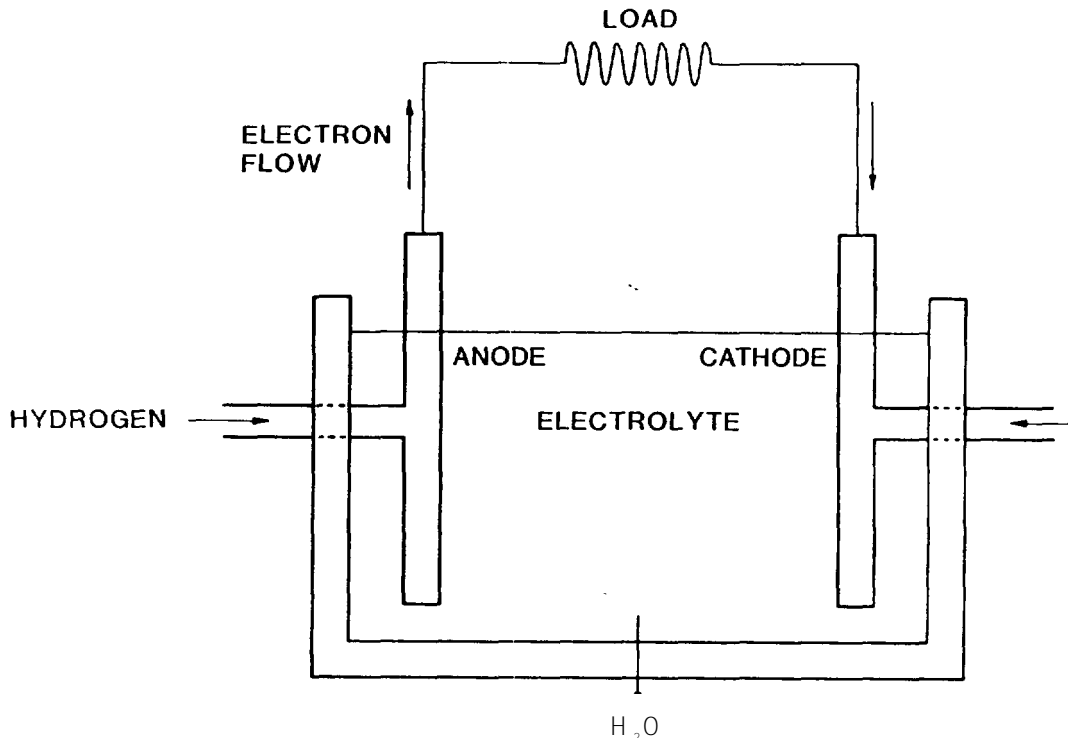 LOAD
ELECTRON
FLOW
ANODE
CATHODE
HYDROGEN
ELECTROLYTE
H₂O